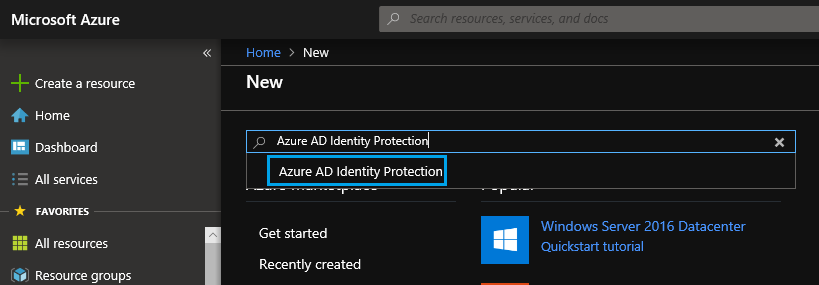 Microsoft Azure
Search resources, services, and docs
«
Create a resource
Home
Dashboard
All services
FAVORITES
All resources
Resource groups
Home > New
New
Azure AD Identity Protection
Azure AD Identity Protection
Azure Marketplace
Popular
Get started
Recently created
Windows Server 2016 Datacenter
Quickstart tutorial